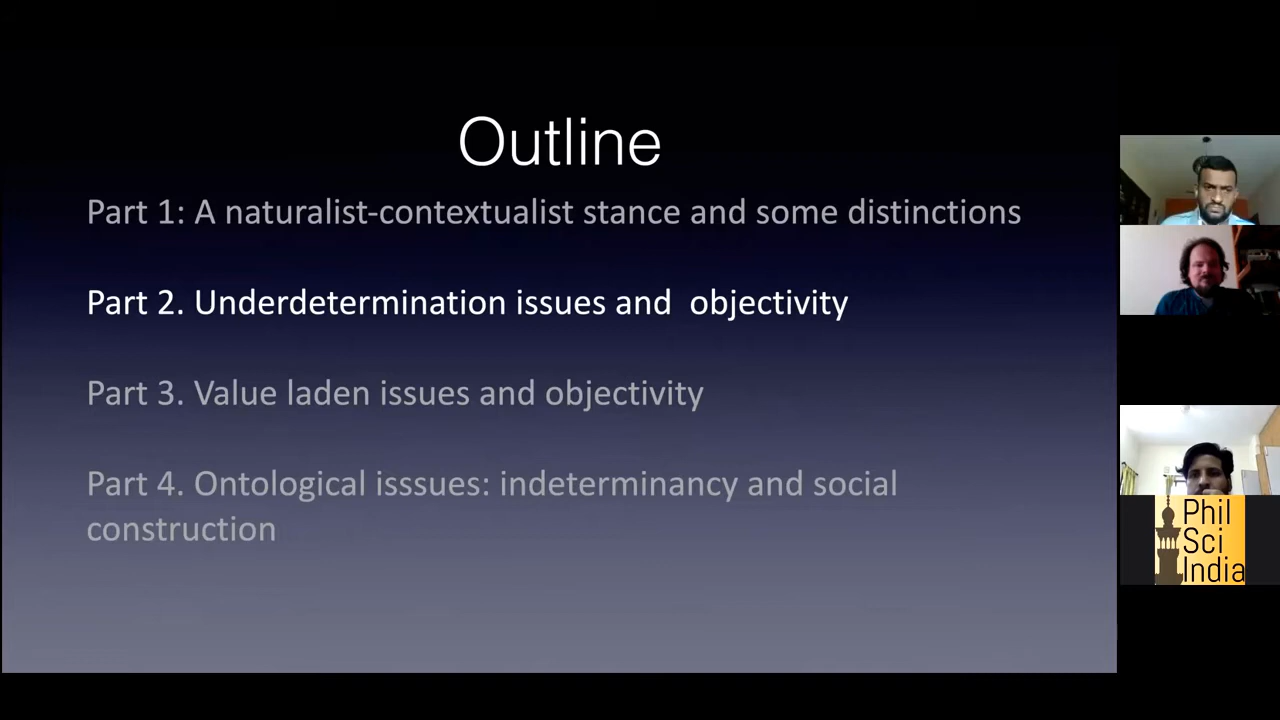 Outline
Part 1: A naturalist-contextualist stance and some distinctions
Part 2. Underdetermination issues and  objectivity
Part 3. Value laden issues and objectivity
Part 4. Ontological isssues: indeterminancy and social
construction
Phil
Sci
India